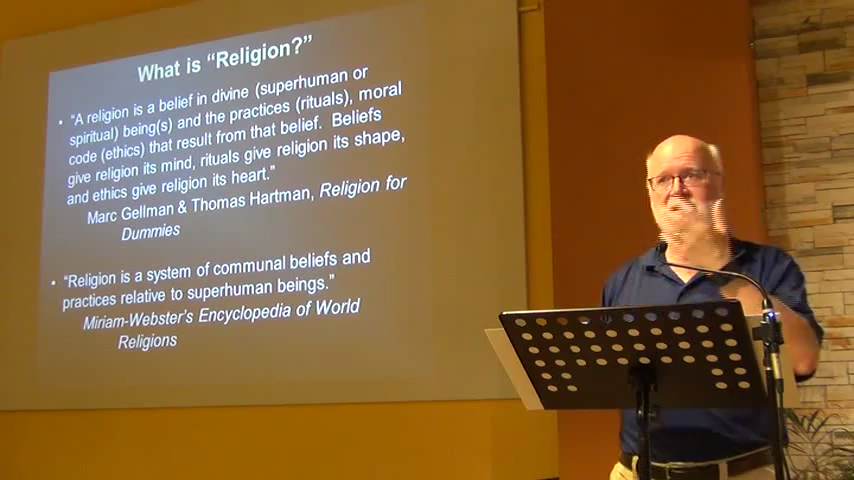 What is “Religion?”
• “A religion is a belief in divine (superhuman or
spiritual) being(s) and the practices (rituals), moral
code (ethics) that result from that belief. Beliefs
give religion its mind, rituals give religion its shape,
and ethics give religion its heart.”
Marc Gellman & Thomas Hartman, Religion for
Dummies
• “Religion is a system of communal beliefs and
practices relative to superhuman beings.”
Miriam-Webster’s Encyclopedia of World
Religions